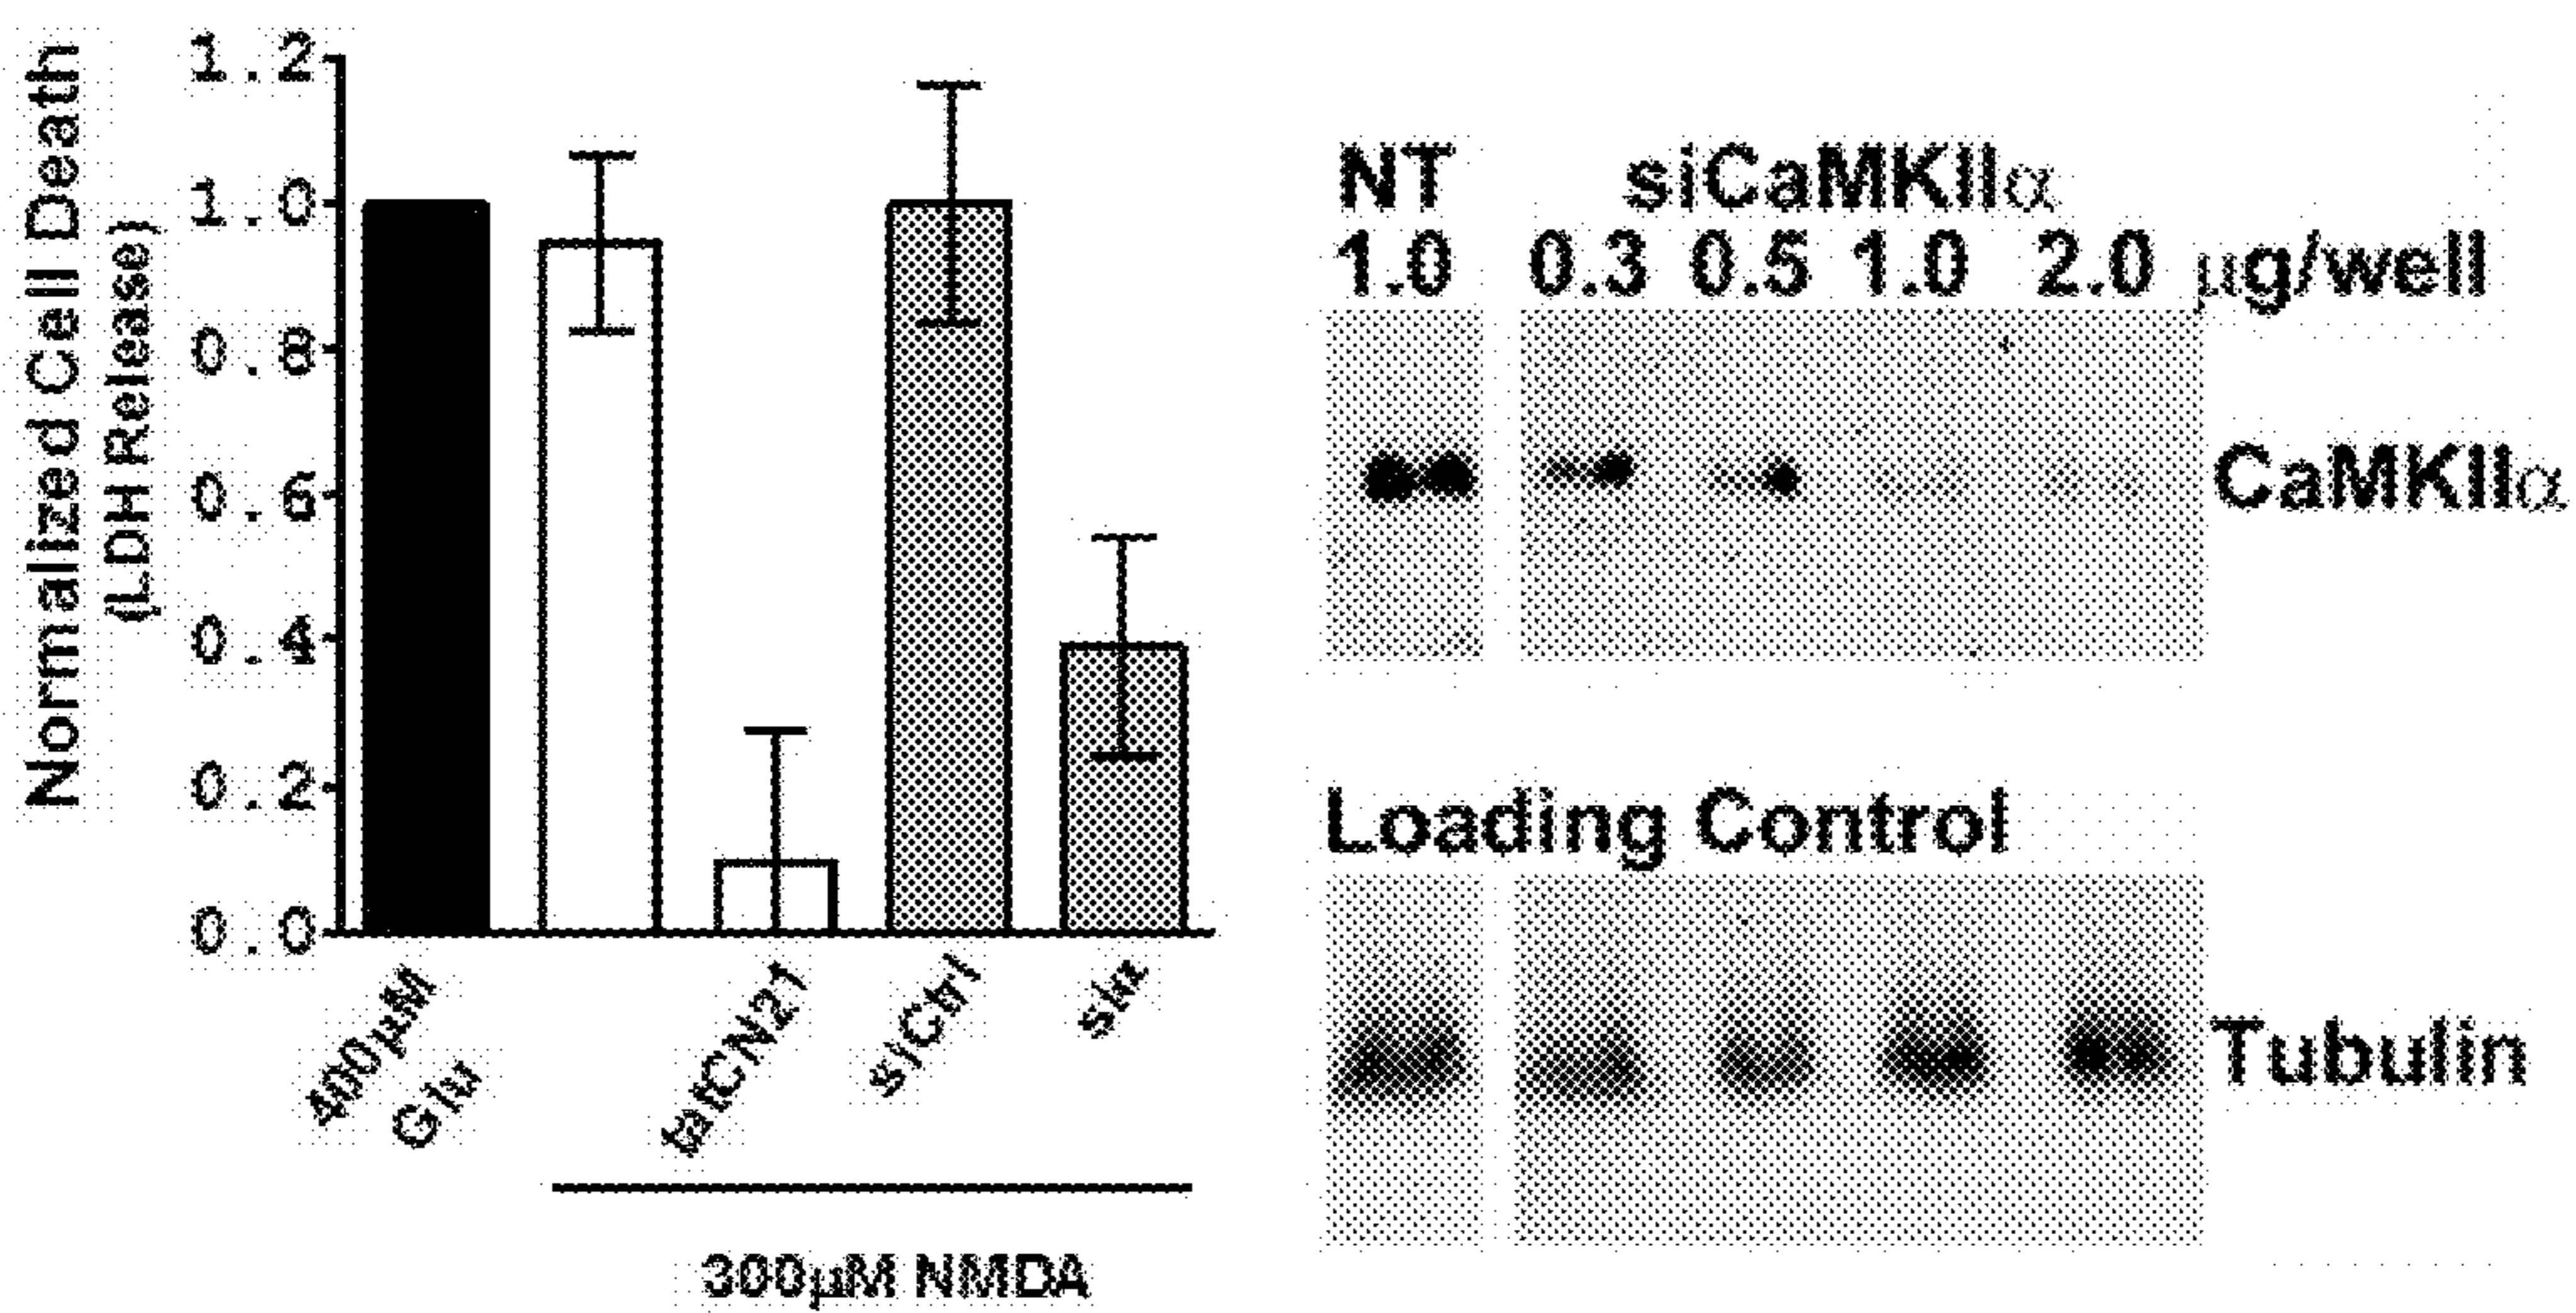 Normalized Cell Death
(LDH Release)
1.2
1.0
0.8
0.6
0.4
0.2
0.0
400µM
Glu
tatCN21
siCtrl
siα
300µM NMDA
NT siCaMKIIα
1.0 0.3 0.5 1.0 2.0 µg/well
CaMKIIα
Loading Control
Tubulin